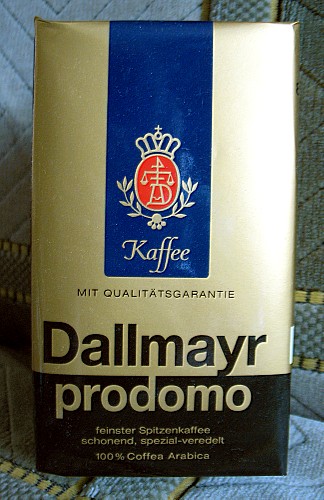 Kaffee
MIT QUALITÄTSGARANTIE
Dallmayr
prodomo
feinster Spitzenkaffee
schonend, spezial-veredelt
100% Coffea Arabica